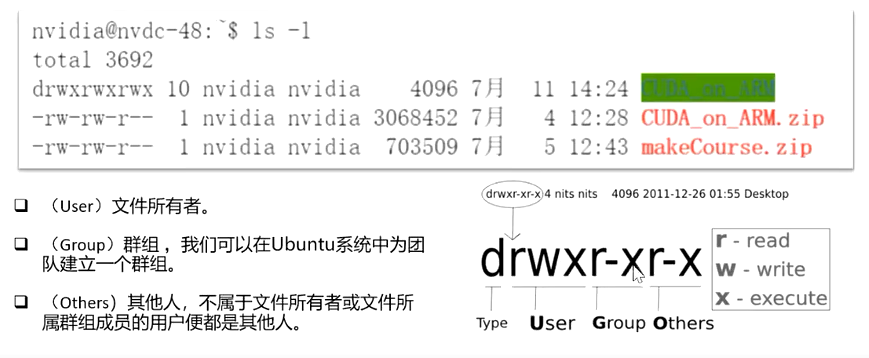 nvidia@nvdc-48:~$ ls -l
total 3692
drwxrwxrwx 10 nvidia nvidia 4096 7月 11 14:24 CUDA_on_ARM
-rw-rw-r-- 1 nvidia nvidia 3068452 7月 4 12:28 CUDA_on_ARM.zip
-rw-rw-r-- 1 nvidia nvidia 703509 7月 5 12:43 makeCourse.zip
（User）文件所有者。
（Group）群组 ，我们可以在Ubuntu系统中为团
队建立一个群组。
（Others）其他人，不属于文件所有者或文件所
属群组成员的用户便都是其他人。
drwxr-xr-x 4 nits nits 4096 2011-12-26 01:55 Desktop
drwxr-xr-x
Type User Group Others
r - read
w - write
x - execute